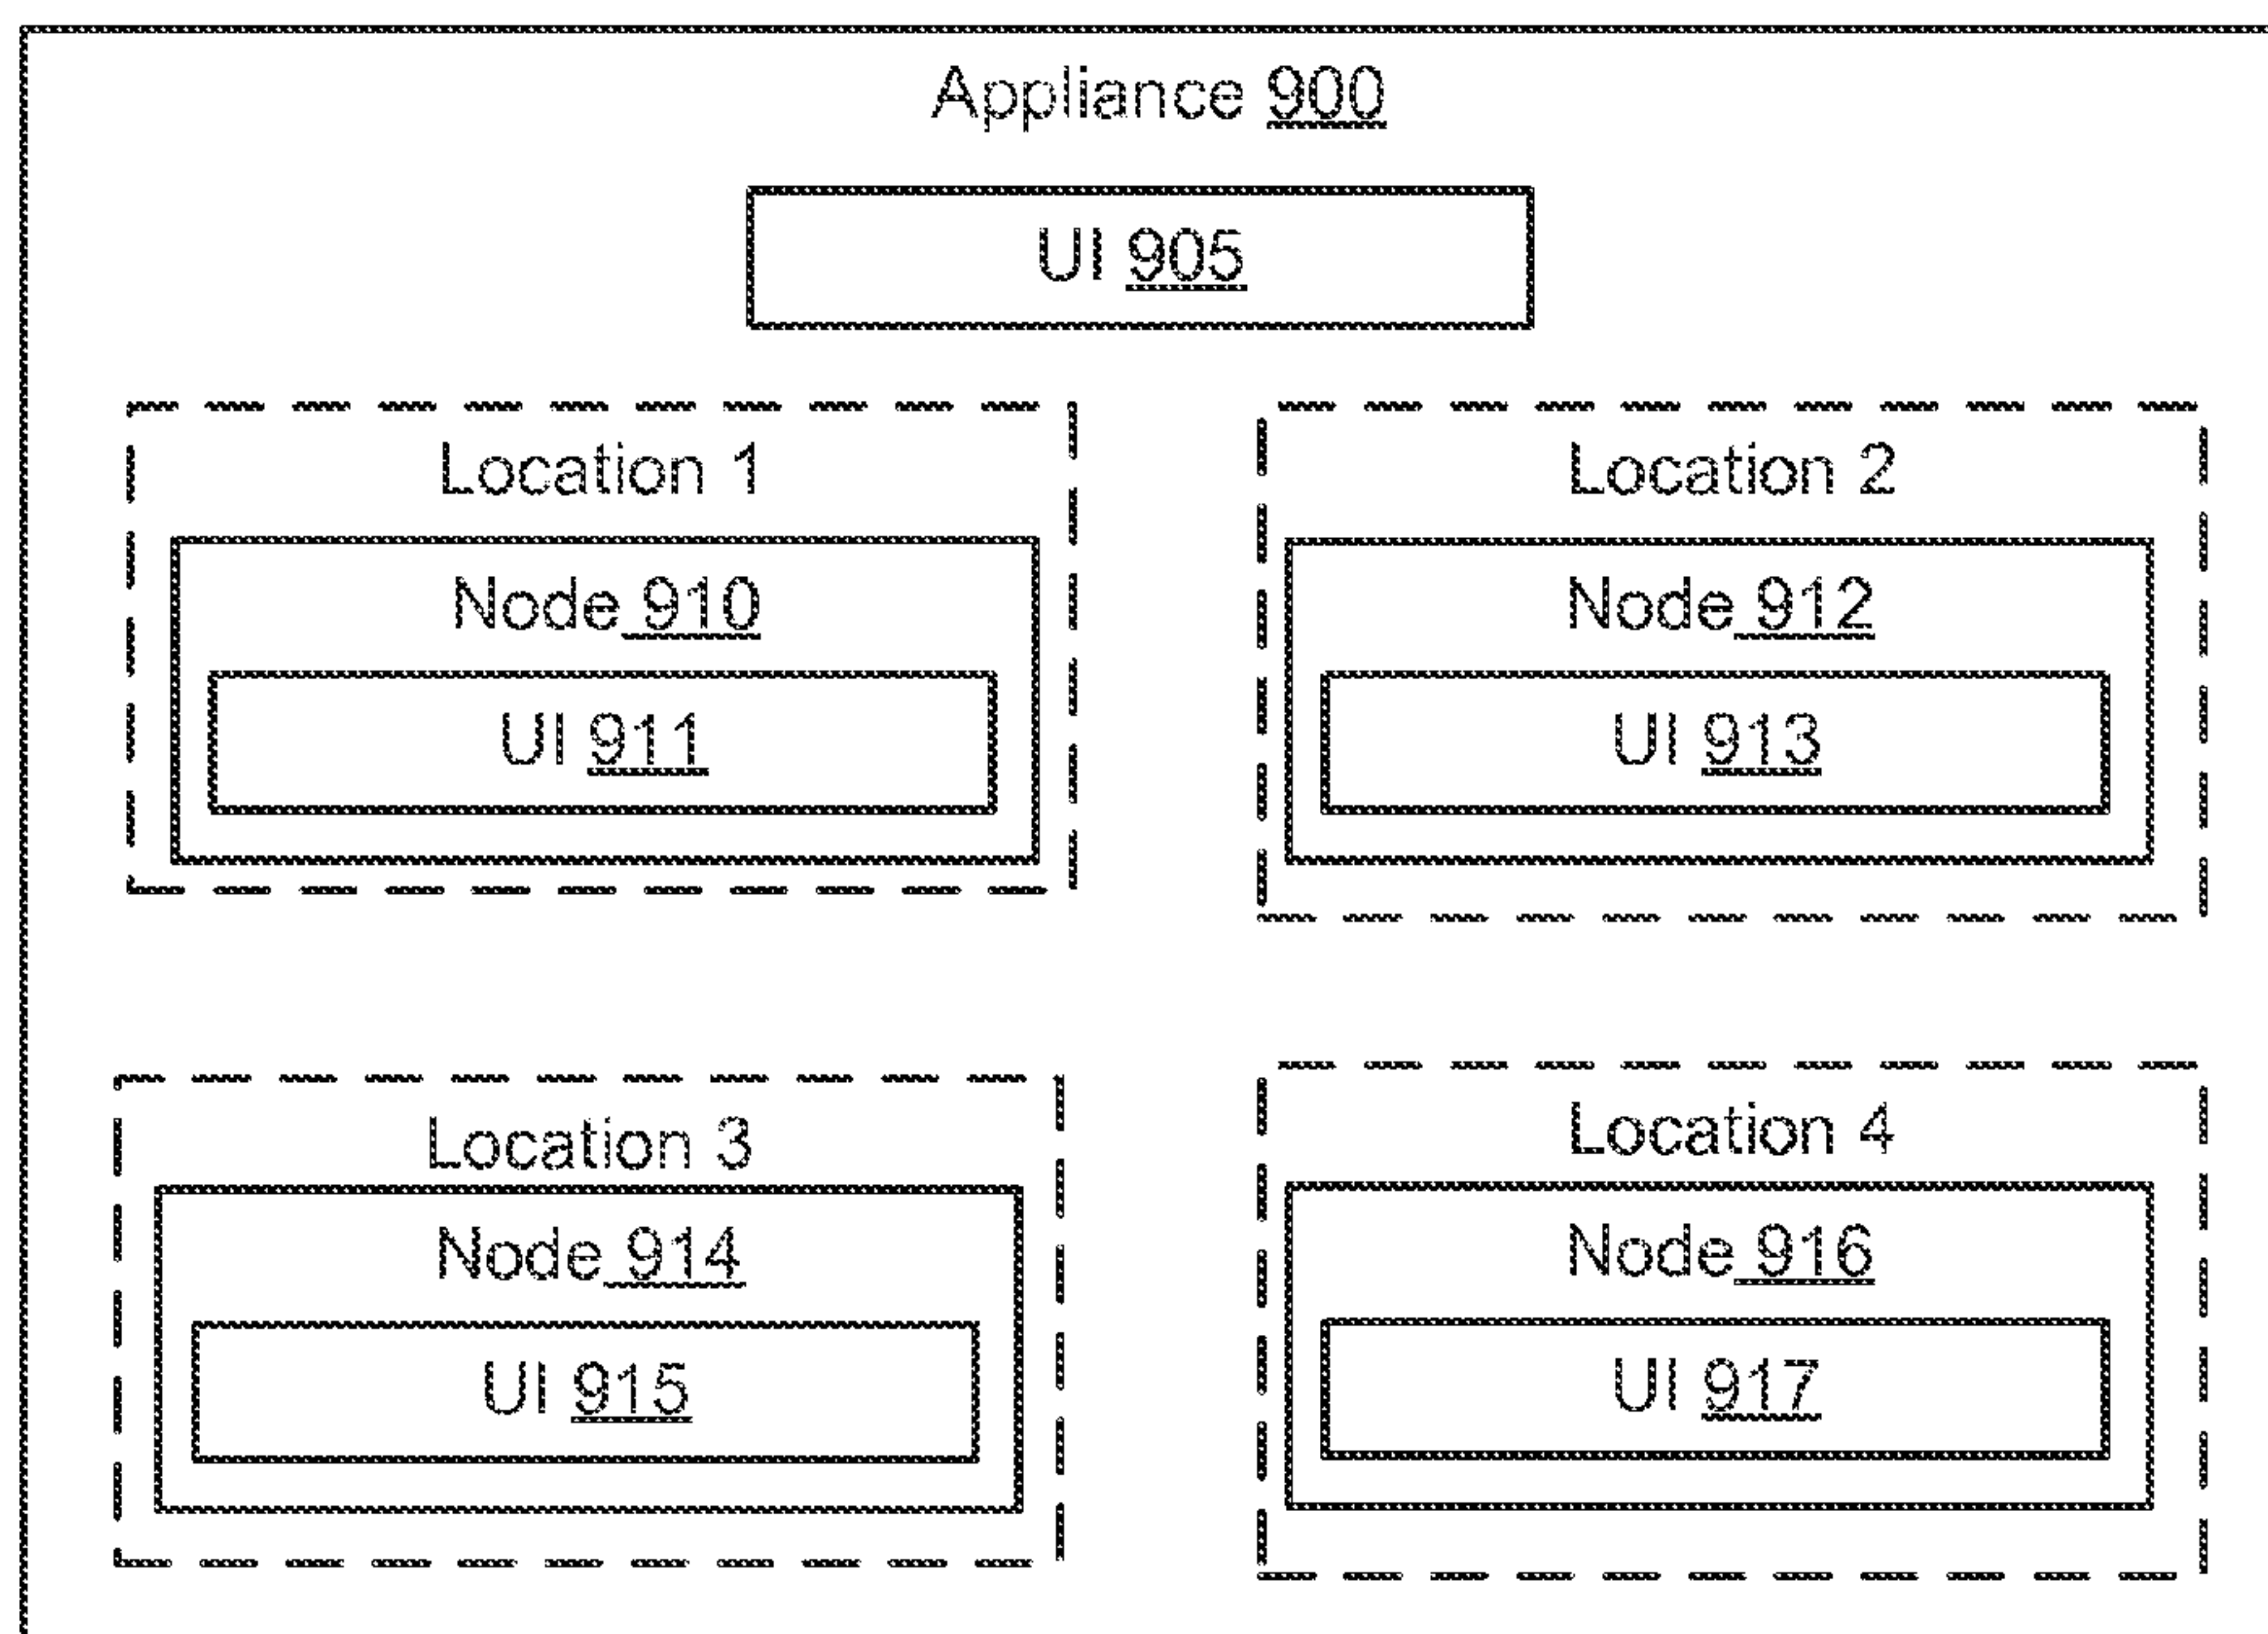 Appliance 900
UI 905
Location 1
Node 910
UI 911
Location 2
Node 912
UI 913
Location 3
Node 914
UI 915
Location 4
Node 916
UI 917